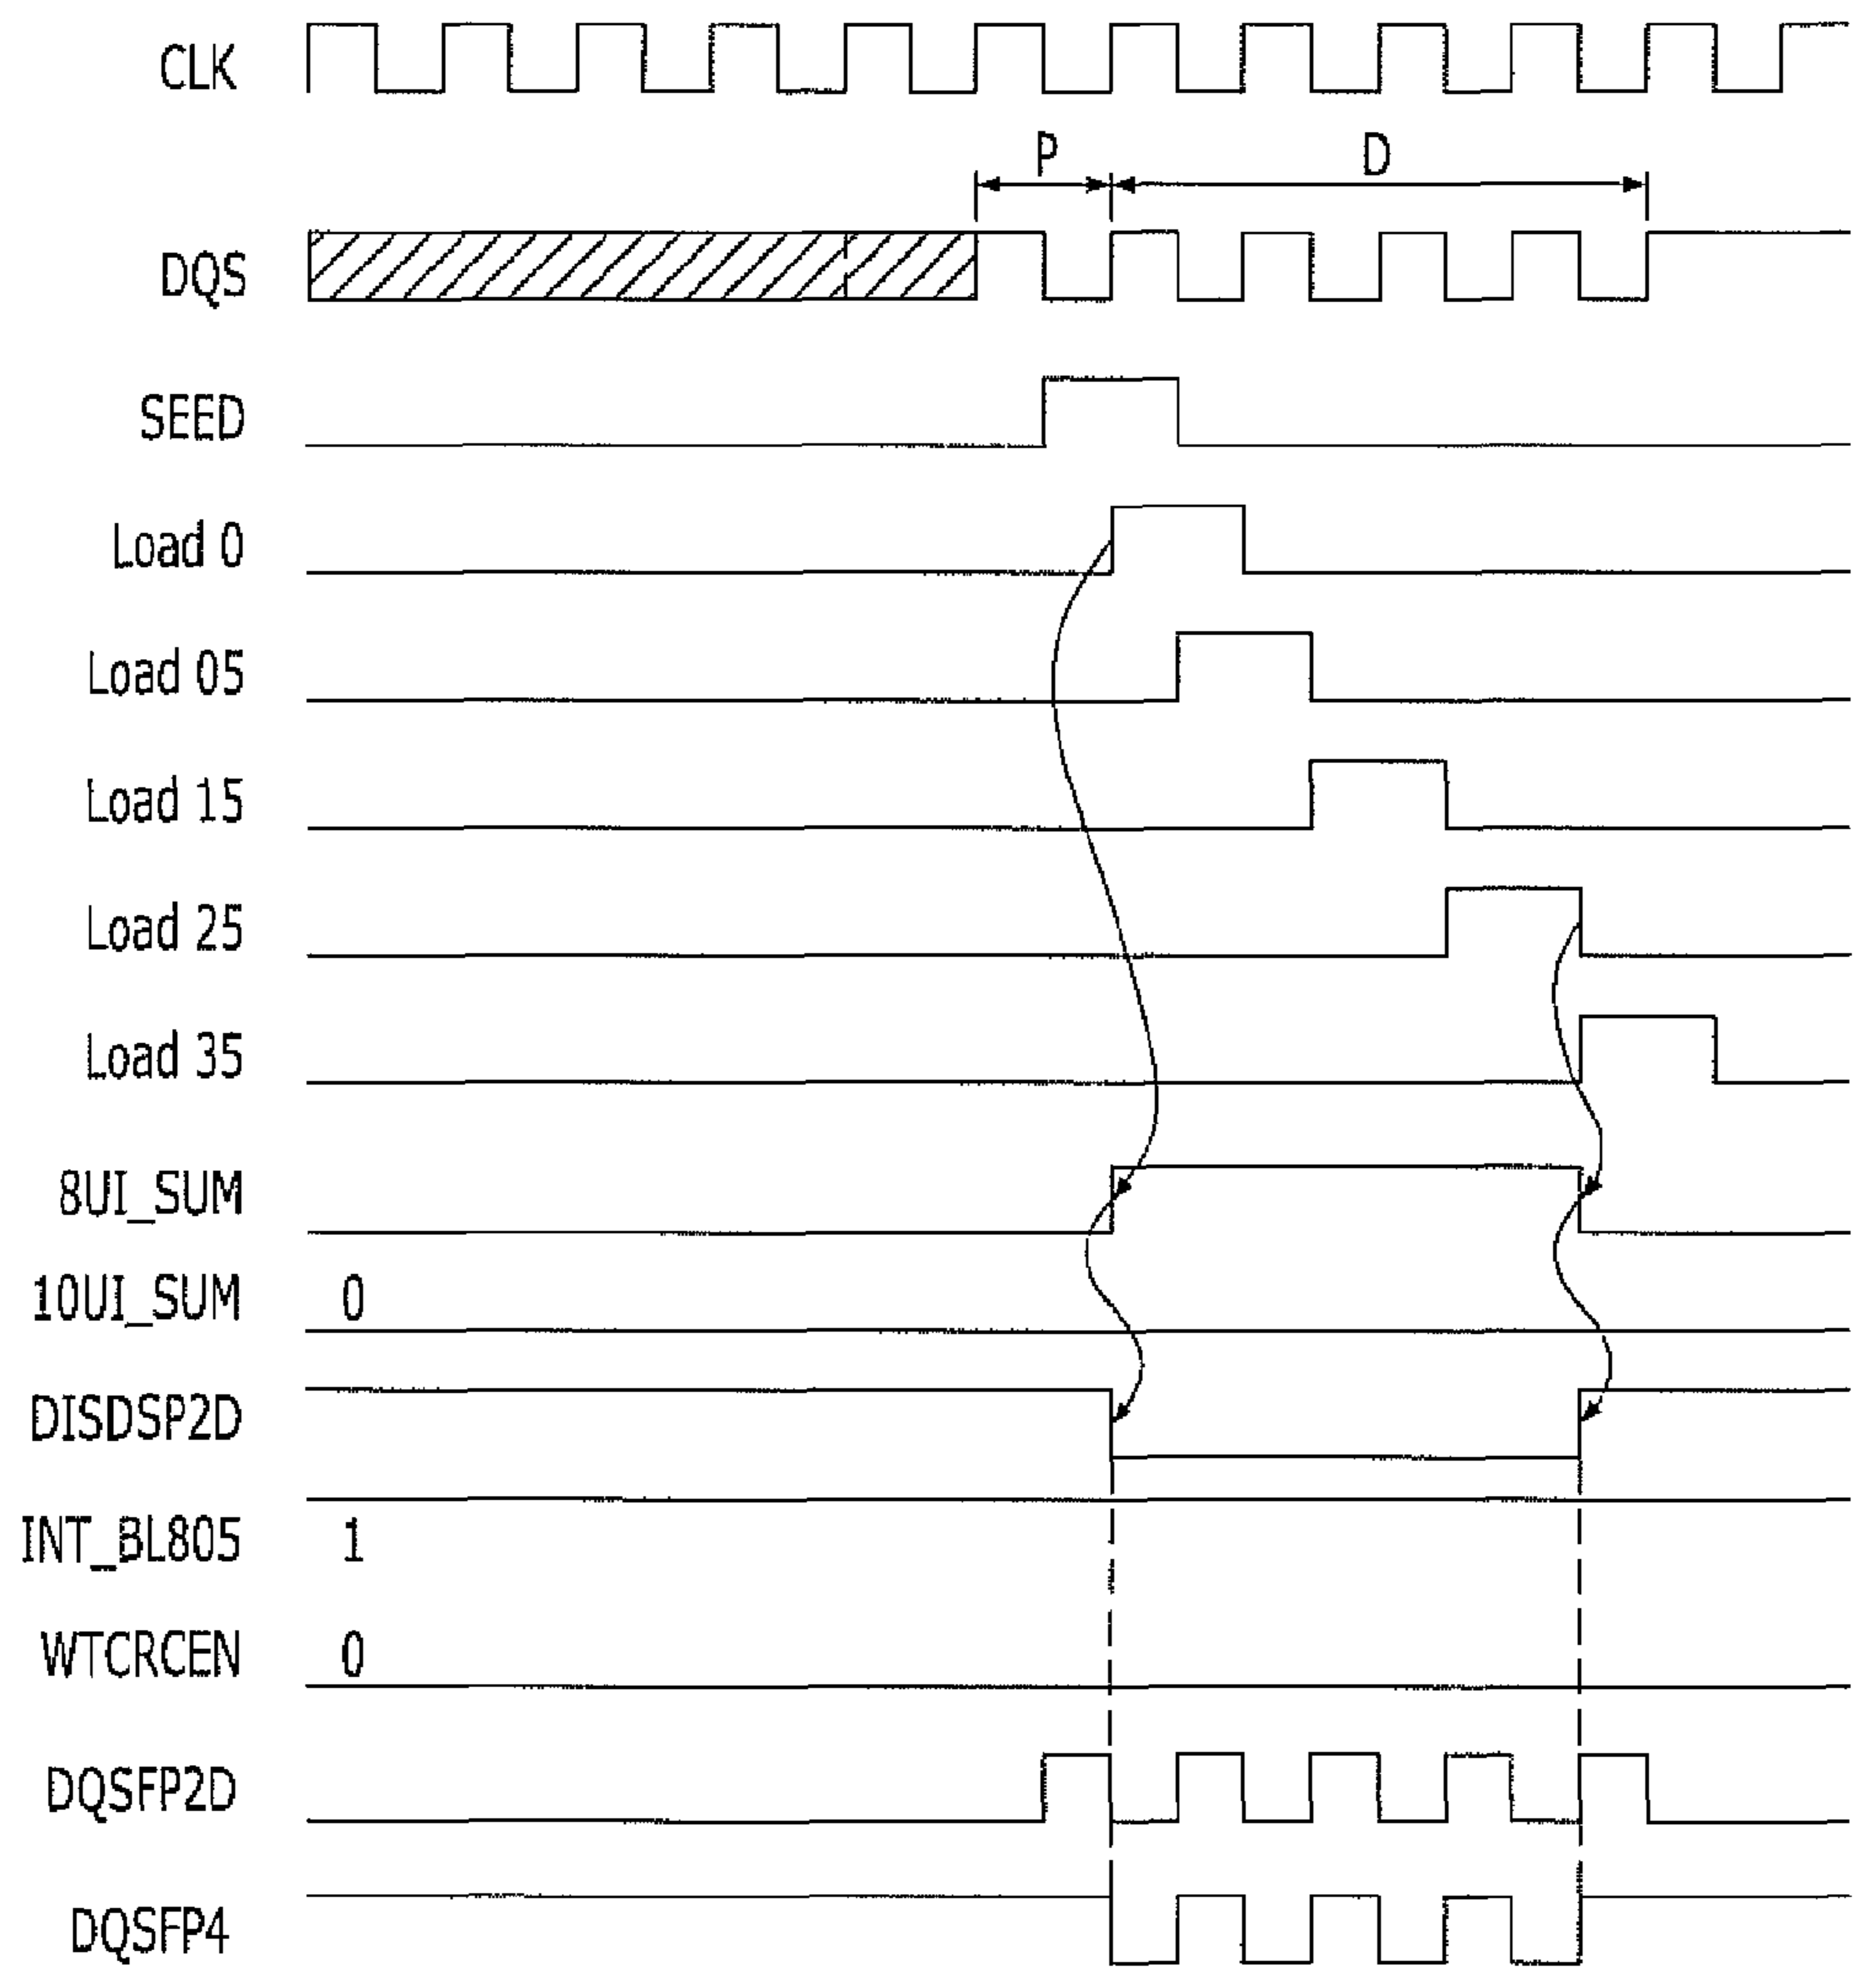 CLK
P
D
DQS
SEED
Load 0
Load 05
Load 15
Load 25
Load 35
8UI_SUM
10UI_SUM 0
DISDSP2D
INT_BL805 1
WTCRCEN 0
DQSFP2D
DQSFP4